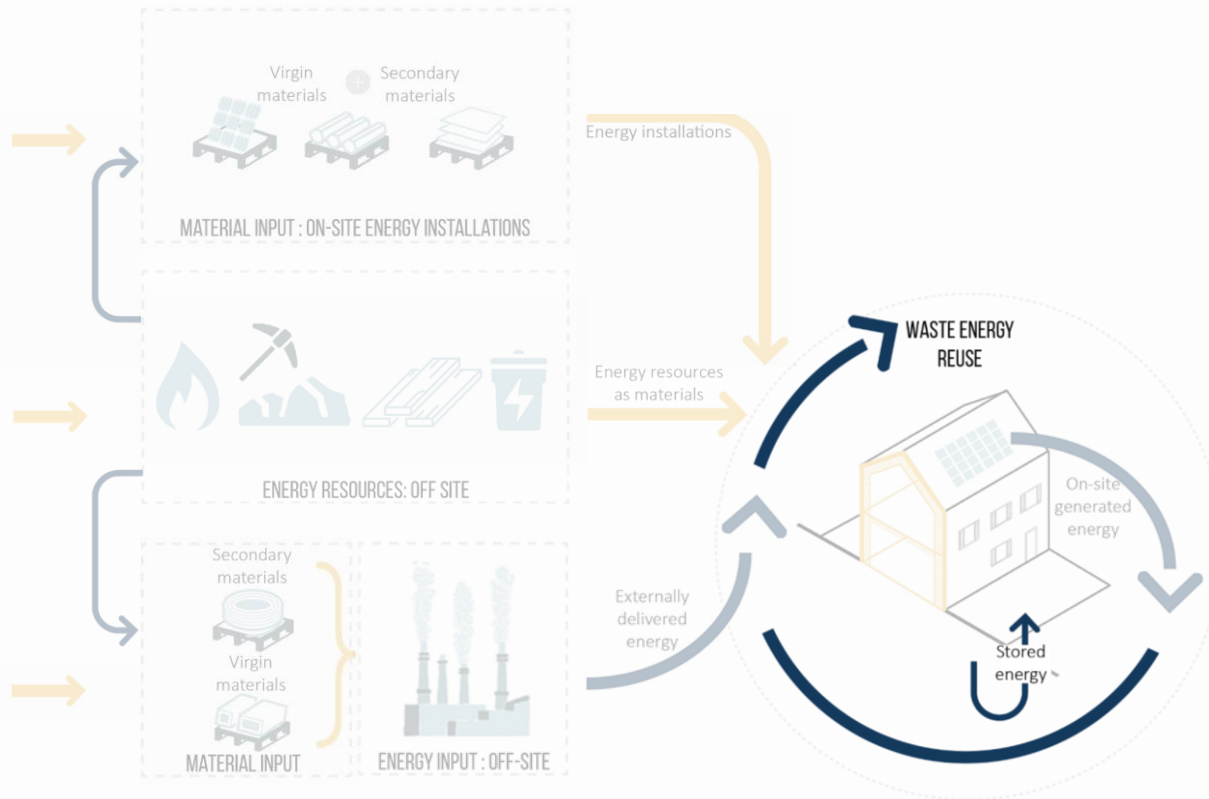 Virgin
materials
Secondary
materials
MATERIAL INPUT : ON-SITE ENERGY INSTALLATIONS
Energy installations
ENERGY RESOURCES: OFF SITE
Energy resources
as materials
WASTE ENERGY
REUSE
On-site
generated
energy
Externally
delivered
energy
Stored
energy
Secondary
materials
Virgin
materials
MATERIAL INPUT
ENERGY INPUT : OFF-SITE